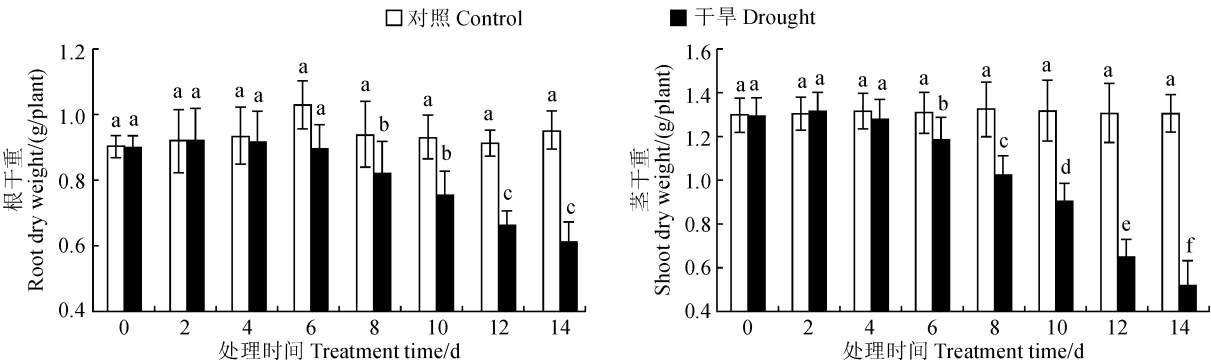 对照 Control
干旱 Drought
根干重
Root dry weight/(g/plant)
1.2
1.0
0.8
0.6
0.4
a a a a a a a a a a b a b a c a c
0 2 4 6 8 10 12 14
处理时间 Treatment time/d
茎干重
Shoot dry weight/(g/plant)
1.6
1.4
1.2
1.0
1.2
0.6
0.4
a a a a a a a b a c a d a e a f
0 2 4 6 8 10 12 14
处理时间 Treatment time/d